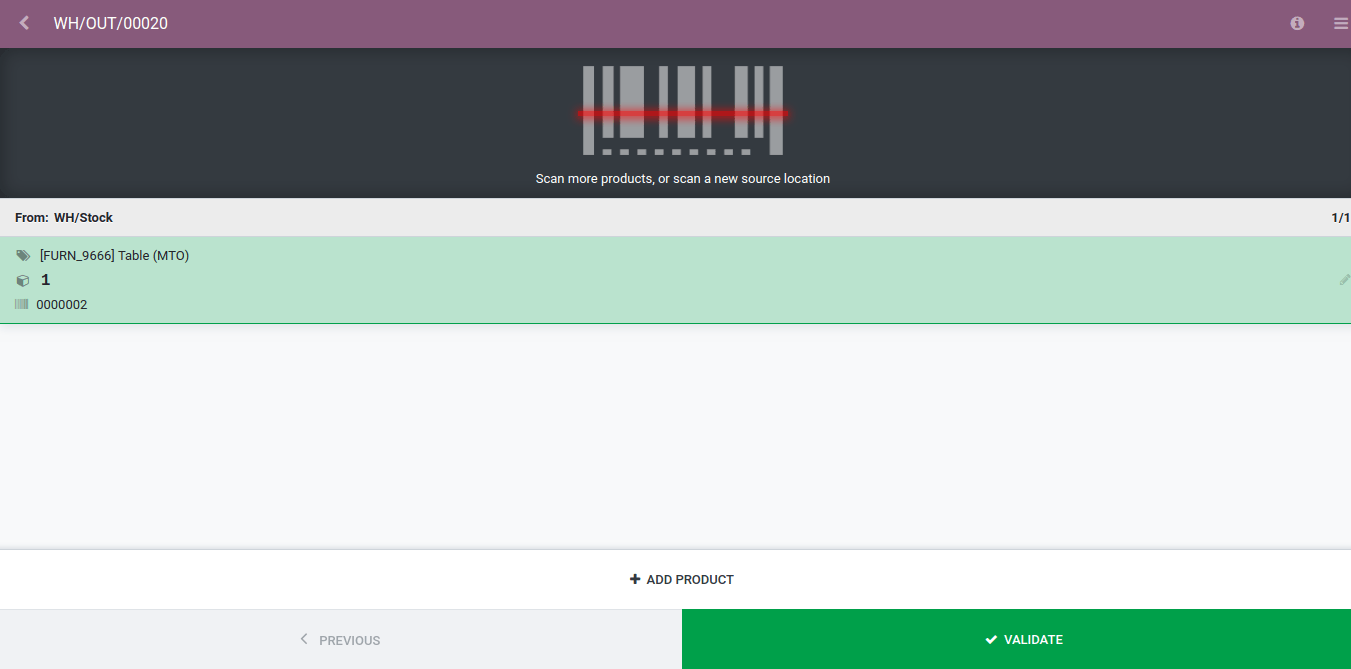 WH/OUT/00020
Scan more products, or scan a new source location
From: WH/Stock 1/1
[FURN_9666] Table (MTO)
1
0000002
ADD PRODUCT
PREVIOUS
VALIDATE